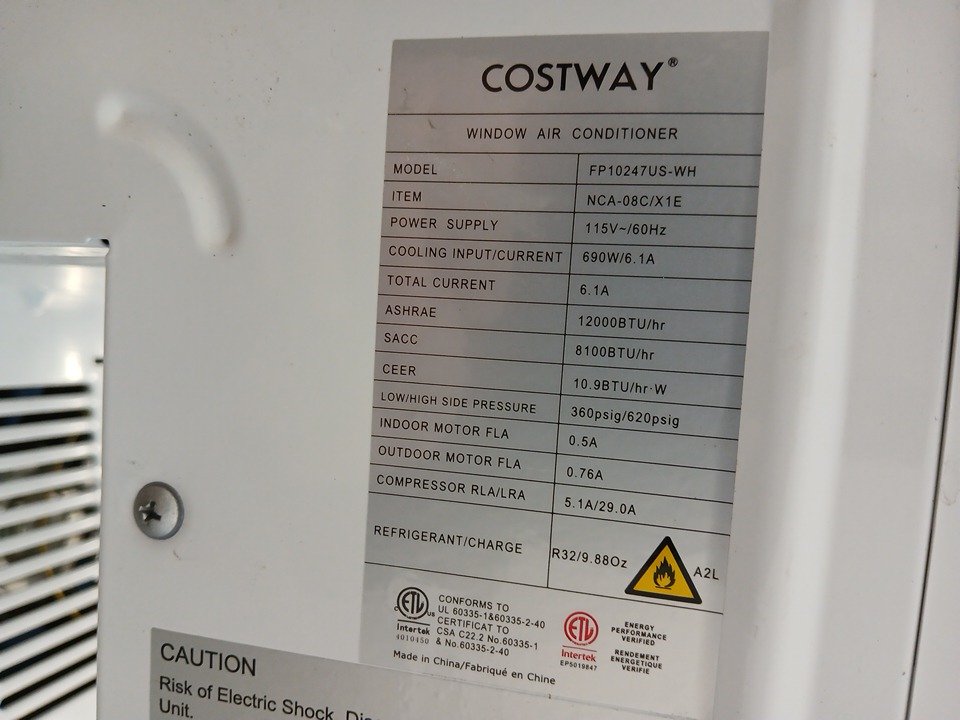 COSTWAY®
WINDOW AIR CONDITIONER
MODEL FP10247US-WH
ITEM NCA-08C/X1E
POWER SUPPLY 115V~/60Hz
COOLING INPUT/CURRENT 690W/6.1A
TOTAL CURRENT 6.1A
ASHRAE 12000BTU/hr
SACC 8100BTU/hr
CEER 10.9BTU/hr·W
LOW/HIGH SIDE PRESSURE 360psig/620psig
INDOOR MOTOR FLA 0.5A
OUTDOOR MOTOR FLA 0.76A
COMPRESSOR RLA/LRA 5.1A/29.0A
REFRIGERANT/CHARGE R32/9.88Oz A2L
ETL
C US
Intertek
4010450
CONFORMS TO
UL 60335-1&60335-2-40
CERTIFICAT TO
CSA C22.2 No.60335-1
& No.60335-2-40
ETL
Intertek
EPS019847
ENERGY
PERFORMANCE
VERIFIED
RENDEMENT
ENERGETIQUE
VERIFIE
Made in China/Fabriqué en Chine
CAUTION
Risk of Electric Shock.
Unit.